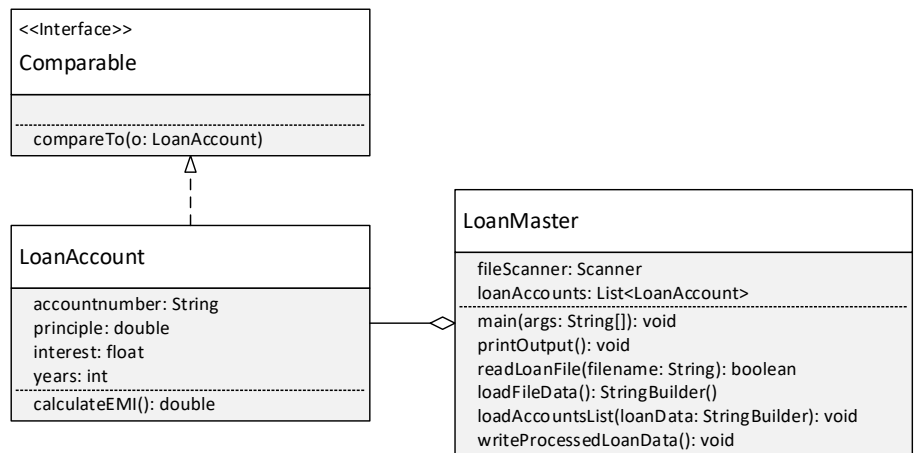 <<Interface>>
Comparable
compareTo(o: LoanAccount)
LoanAccount
accountnumber: String
principle: double
interest: float
years: int
calculateEMI(): double
LoanMaster
fileScanner: Scanner
loanAccounts: List<LoanAccount>
main(args: String[]): void
printOutput(): void
readLoanFile(filename: String): boolean
loadFileData(): StringBuilder()
loadAccountsList(loanData: StringBuilder): void
writeProcessedLoanData(): void